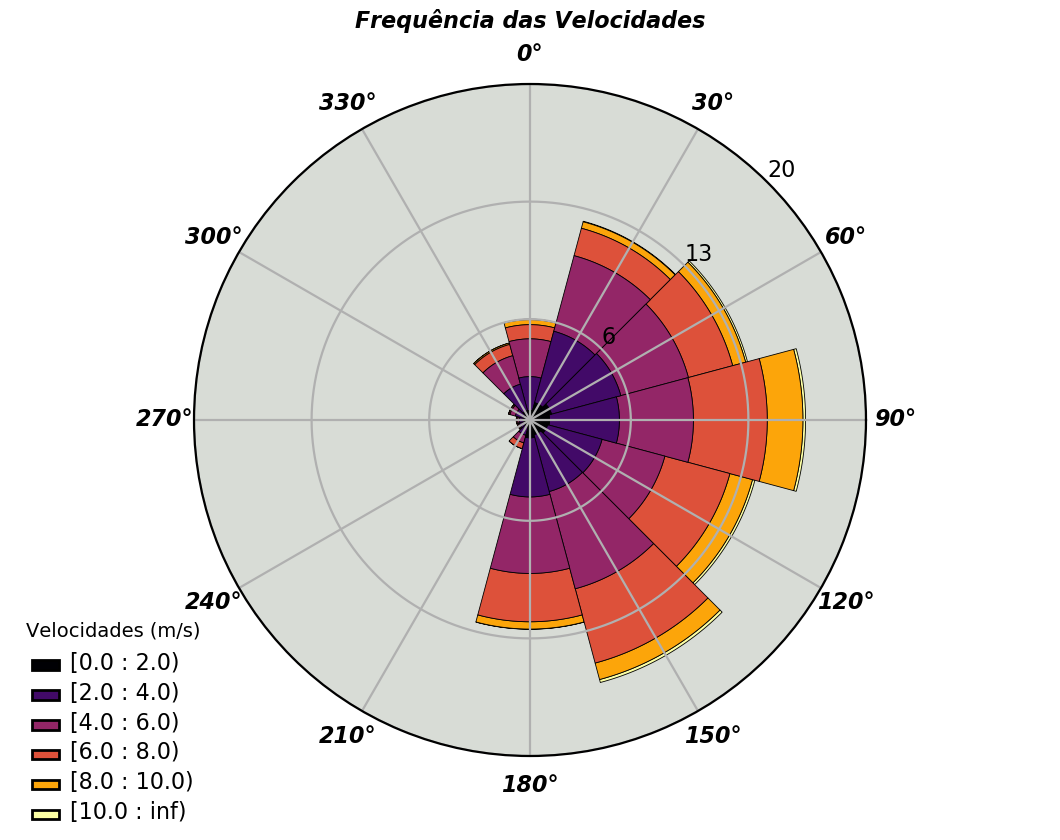 Frequência das Velocidades
0°
330°
30°
20
300°
60°
13
6
270°
90°
240°
120°
210°
150°
180°
Velocidades (m/s)
[0.0 : 2.0)
[2.0 : 4.0)
[4.0 : 6.0)
[6.0 : 8.0)
[8.0 : 10.0)
[10.0 : inf)